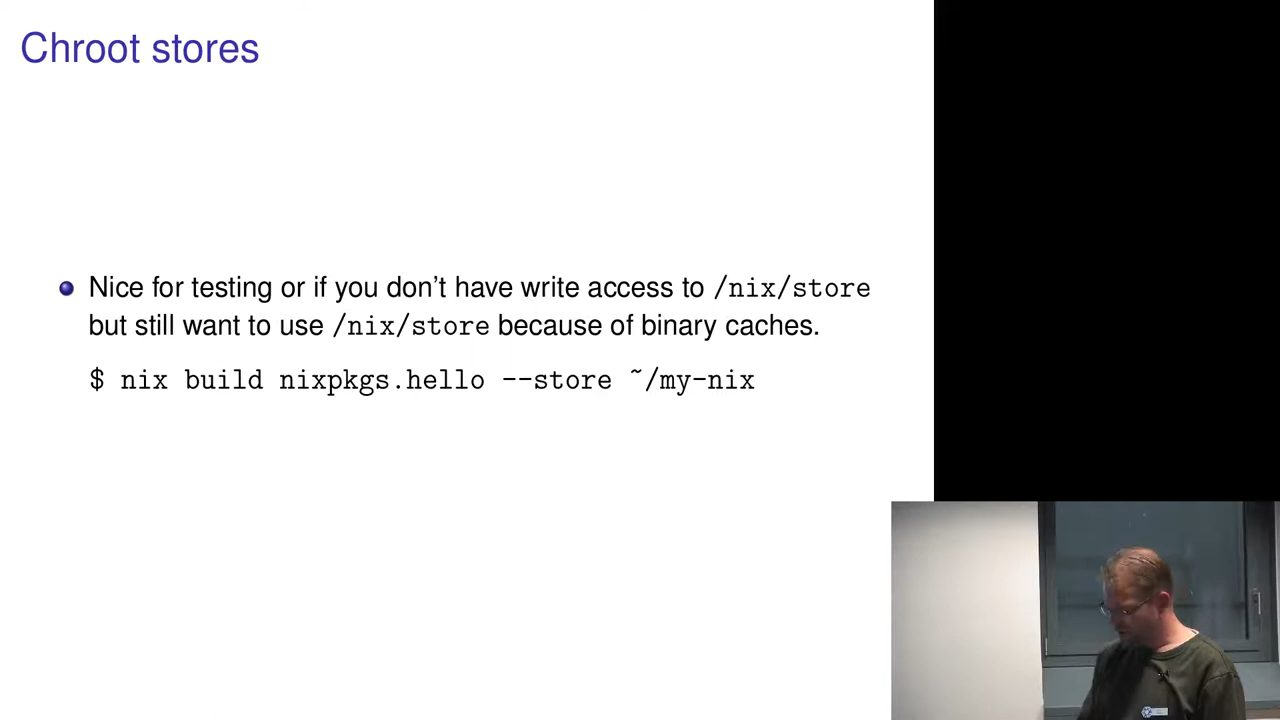 Chroot stores
Nice for testing or if you don't have write access to /nix/store
but still want to use /nix/store because of binary caches.
$ nix build nixpkgs.hello --store ~/my-nix